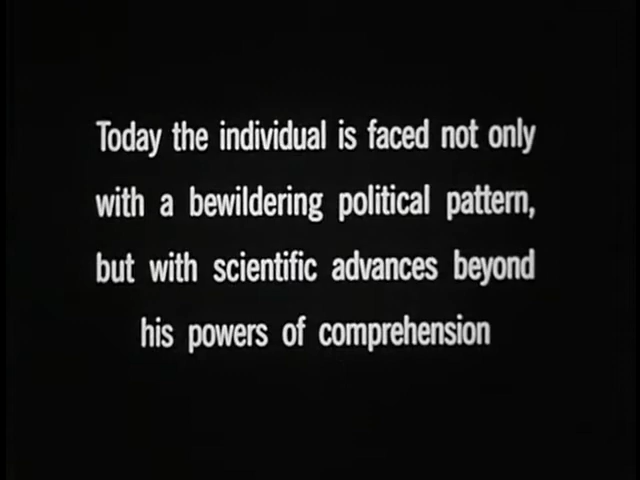 Today the individual is faced not only
with a bewildering political pattern,
but with scientific advances beyond
his powers of comprehension